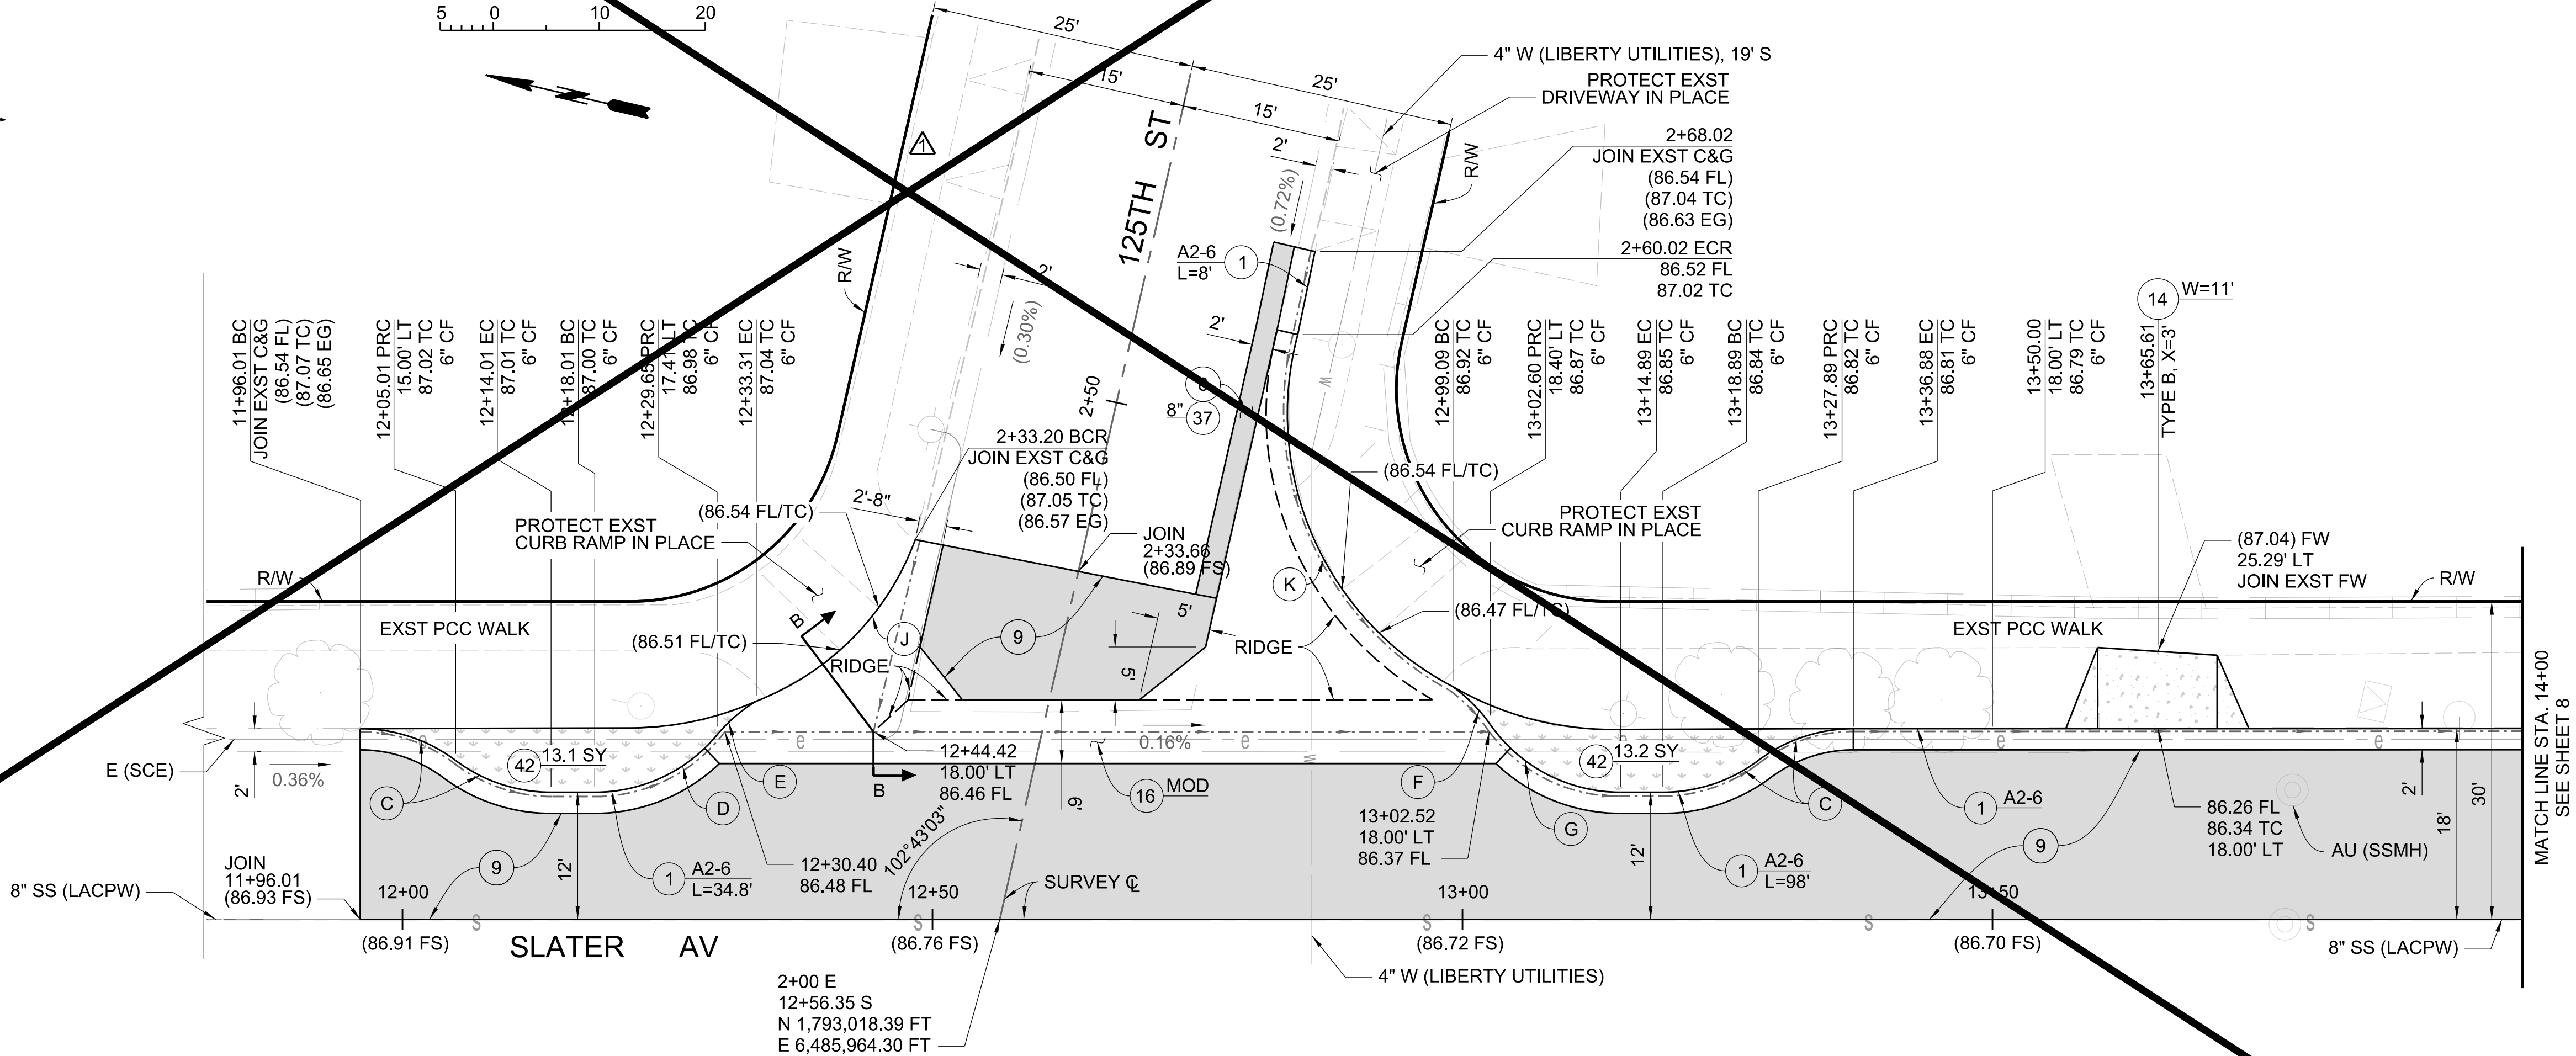 5 0 10 20
25'
15'
25'
15'
4" W (LIBERTY UTILITIES), 19' S
PROTECT EXST
DRIVEWAY IN PLACE
2+68.02
JOIN EXST C&G
(86.54 FL)
(87.04 TC)
(86.63 EG)
2+60.02 ECR
86.52 FL
87.02 TC
1
R/W
R/W
125TH ST
2'
(0.72%)
A2-6
L=8'
1
2'
2'
(0.30%)
11+96.01 BC
JOIN EXST C&G
(86.54 FL)
(87.07 TC)
(86.65 EG)
12+05.01 PRC
15.00' LT
87.02 TC
6" CF
12+14.01 EC
87.01 TC
6" CF
12+18.01 BC
87.00 TC
6" CF
12+29.65 PRC
17.41' LT
86.98 TC
6" CF
12+33.31 EC
87.04 TC
6" CF
12+99.09 BC
86.92 TC
6" CF
13+02.60 PRC
18.40' LT
86.87 TC
6" CF
13+14.89 EC
86.85 TC
6" CF
13+18.89 BC
86.84 TC
6" CF
13+27.89 PRC
86.82 TC
6" CF
13+36.88 EC
86.81 TC
6" CF
13+50.00
18.00' LT
86.79 TC
6" CF
13+65.61
TYPE B, X=3'
14 W=11'
w
8" 37
2+50
2+33.20 BCR
JOIN EXST C&G
(86.50 FL)
(87.05 TC)
(86.57 EG)
2'-8"
(86.54 FL/TC)
PROTECT EXST
CURB RAMP IN PLACE
JOIN
2+33.66
(86.89 FS)
(86.54 FL/TC)
PROTECT EXST
CURB RAMP IN PLACE
(87.04) FW
25.29' LT
JOIN EXST FW
R/W
R/W
EXST PCC WALK
EXST PCC WALK
K
(86.47 FL/TC)
(86.51 FL/TC)
B
J
9
5'
5'
RIDGE
RIDGE
E (SCE)
2'
0.36%
e
42 13.1 SY
C
D
E
B
e
12+44.42
18.00' LT
86.46 FL
0.16%
e
16 MOD
6'
w
F
42 13.2 SY
e
C
G
e
1 A2-6
e
2'
18'
30'
MATCH LINE STA. 14+00
SEE SHEET 8
86.26 FL
86.34 TC
18.00' LT
AU (SSMH)
9
13+02.52
18.00' LT
86.37 FL
12'
1 A2-6
L=98'
JOIN
11+96.01
(86.93 FS)
9
12'
1 A2-6
L=34.8'
12+30.40
86.48 FL
102°43'03"
SURVEY ℄
8" SS (LACPW)
12+00
12+50
13+00
13+50
s s s s s
(86.91 FS)
(86.76 FS)
(86.72 FS)
(86.70 FS)
8" SS (LACPW)
SLATER AV
4" W (LIBERTY UTILITIES)
2+00 E
12+56.35 S
N 1,793,018.39 FT
E 6,485,964.30 FT